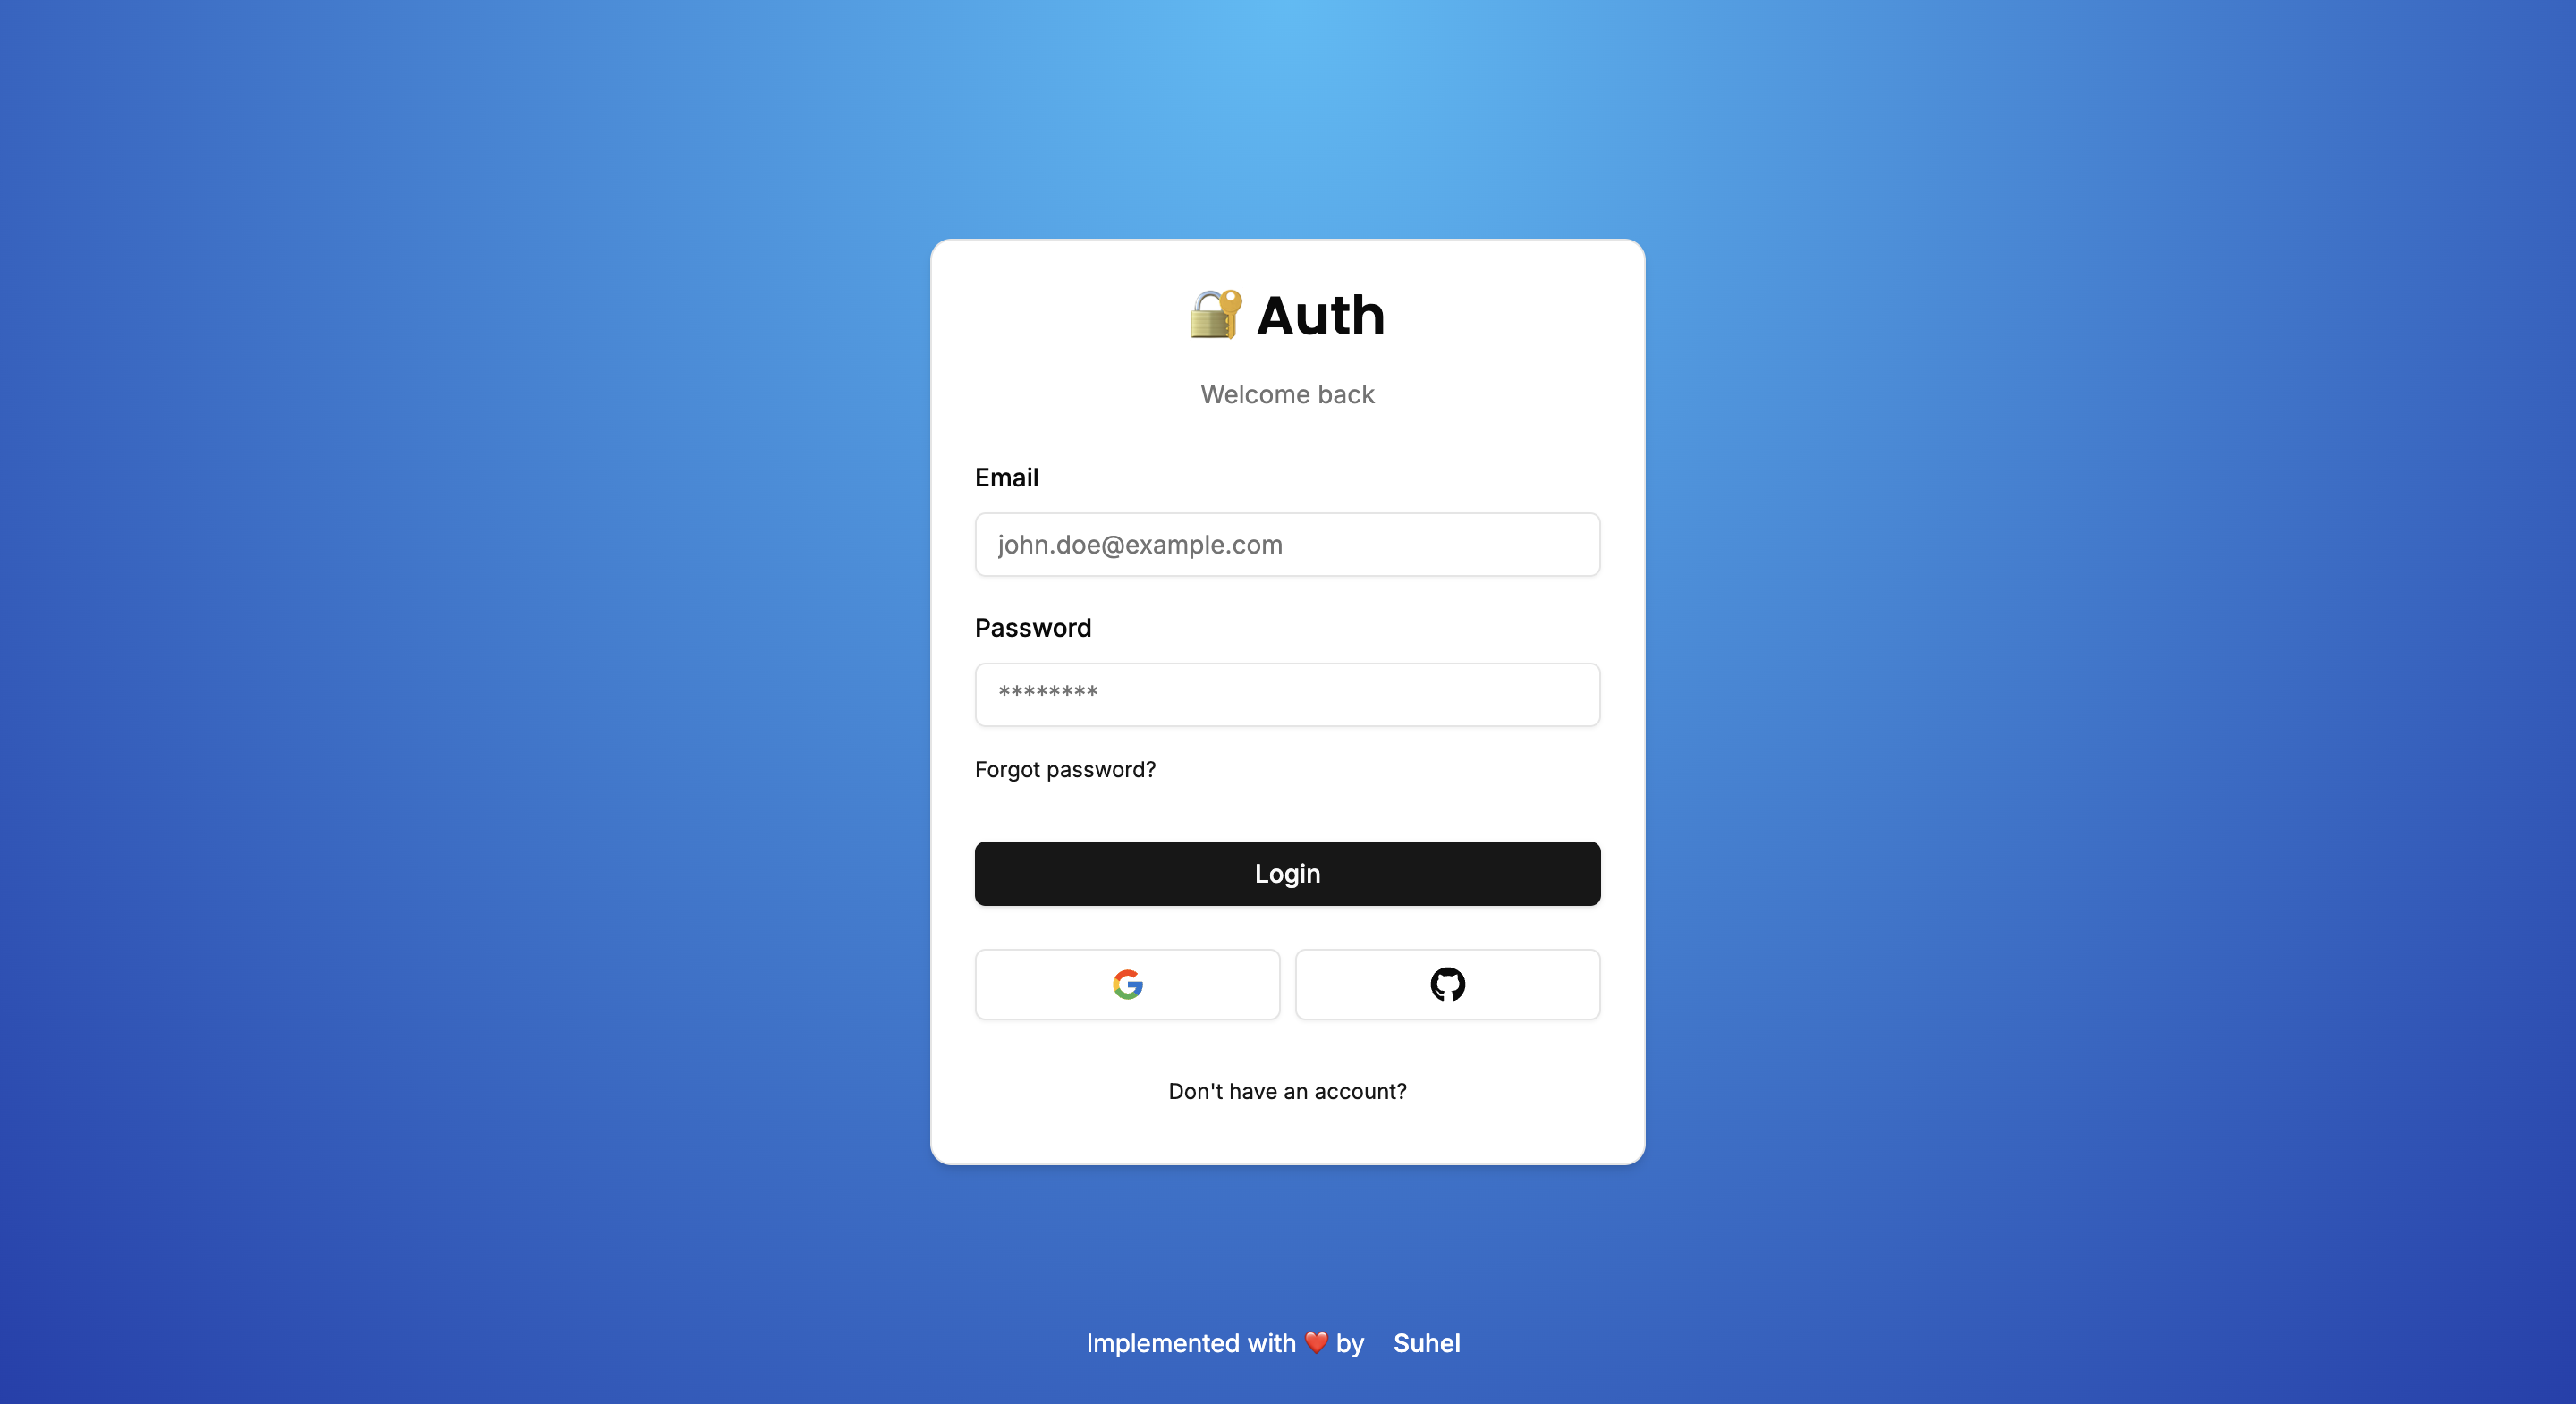 🔐 Auth
Welcome back
Email
john.doe@example.com
Password
********
Forgot password?
Login
Don't have an account?
Implemented with ❤️ by Suhel